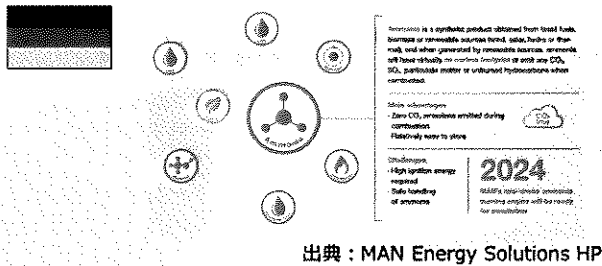 Ammonia is a synthetic product obtained from fossil fuels,
biomass or renewable sources (wind, solar, hydro or ther-
mal), and when generated by renewable sources, ammonia
will have virtually no carbon footprint or emit any CO₂,
SOₓ, particulate matter or unburned hydrocarbons when
combusted.
Main advantages
- Zero CO₂ emissions emitted during
combustion
- Relatively easy to store
CO₂
Challenges
- High ignition energy
required
- Safe handling
of ammonia
2024
MAN's two-stroke ammonia
burning engine will be ready
for
Ammonia
出典:MAN Energy Solutions HP